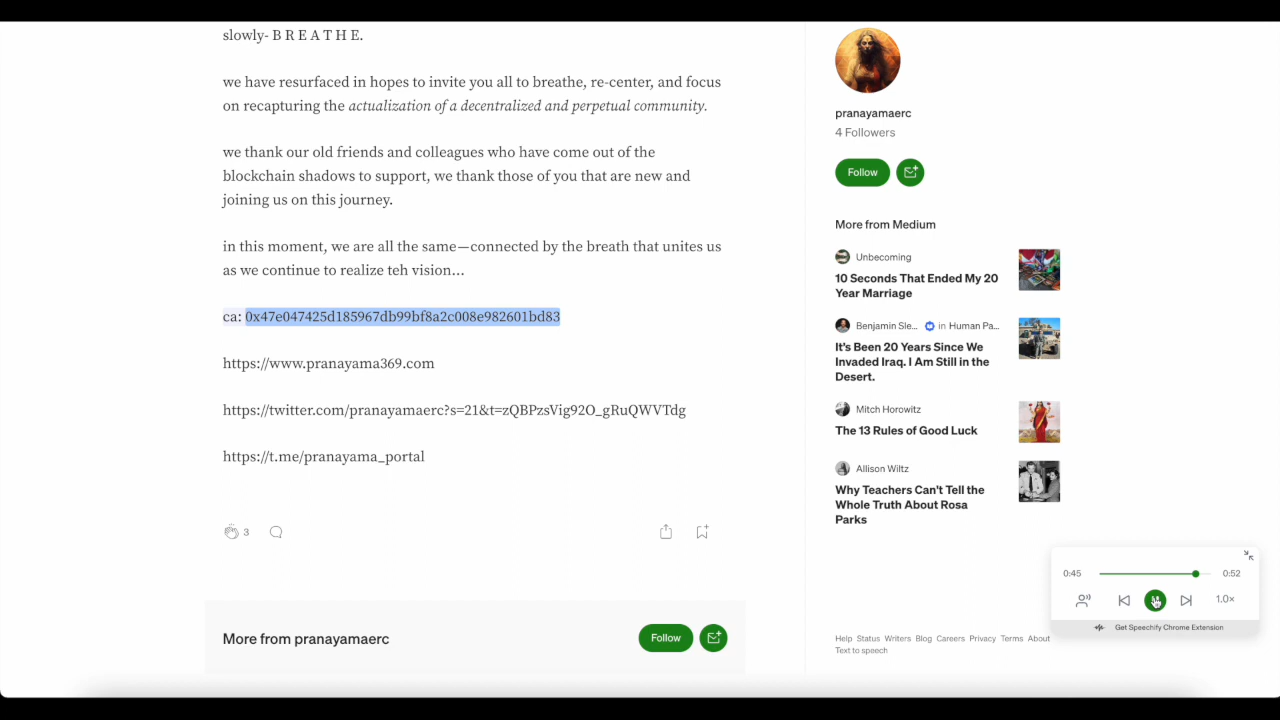 slowly- B R E A T H E.
we have resurfaced in hopes to invite you all to breathe, re-center, and focus
on recapturing the actualization of a decentralized and perpetual community.
we thank our old friends and colleagues who have come out of the
blockchain shadows to support, we thank those of you that are new and
joining us on this journey.
in this moment, we are all the same—connected by the breath that unites us
as we continue to realize teh vision…
ca: 0x47e047425d185967db99bf8a2c008e982601bd83
https://www.pranayama369.com
https://twitter.com/pranayamaerc?s=21&t=zQBPzsVig92O_gRuQWVTdg
https://t.me/pranayama_portal
3
More from pranayamaerc
Follow
pranayamaerc
4 Followers
Follow
More from Medium
Unbecoming
10 Seconds That Ended My 20
Year Marriage
Benjamin Sle... in Human Pa...
It's Been 20 Years Since We
Invaded Iraq. I Am Still in the
Desert.
Mitch Horowitz
The 13 Rules of Good Luck
Allison Wiltz
Why Teachers Can't Tell the
Whole Truth About Rosa
Parks
0:45 0:52
1.0×
Get Speechify Chrome Extension
Help Status Writers Blog Careers Privacy Terms About
Text to speech